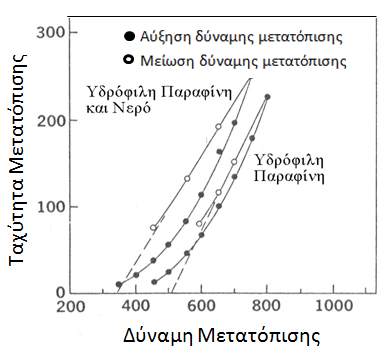 300
200
100
0
Ταχύτητα Μετατόπισης
Αύξηση δύναμης μετατόπισης
Μείωση δύναμης μετατόπισης
Υδρόφιλη Παραφίνη
και Νερό
Υδρόφιλη
Παραφίνη
200 400 600 800 1000
Δύναμη Μετατόπισης